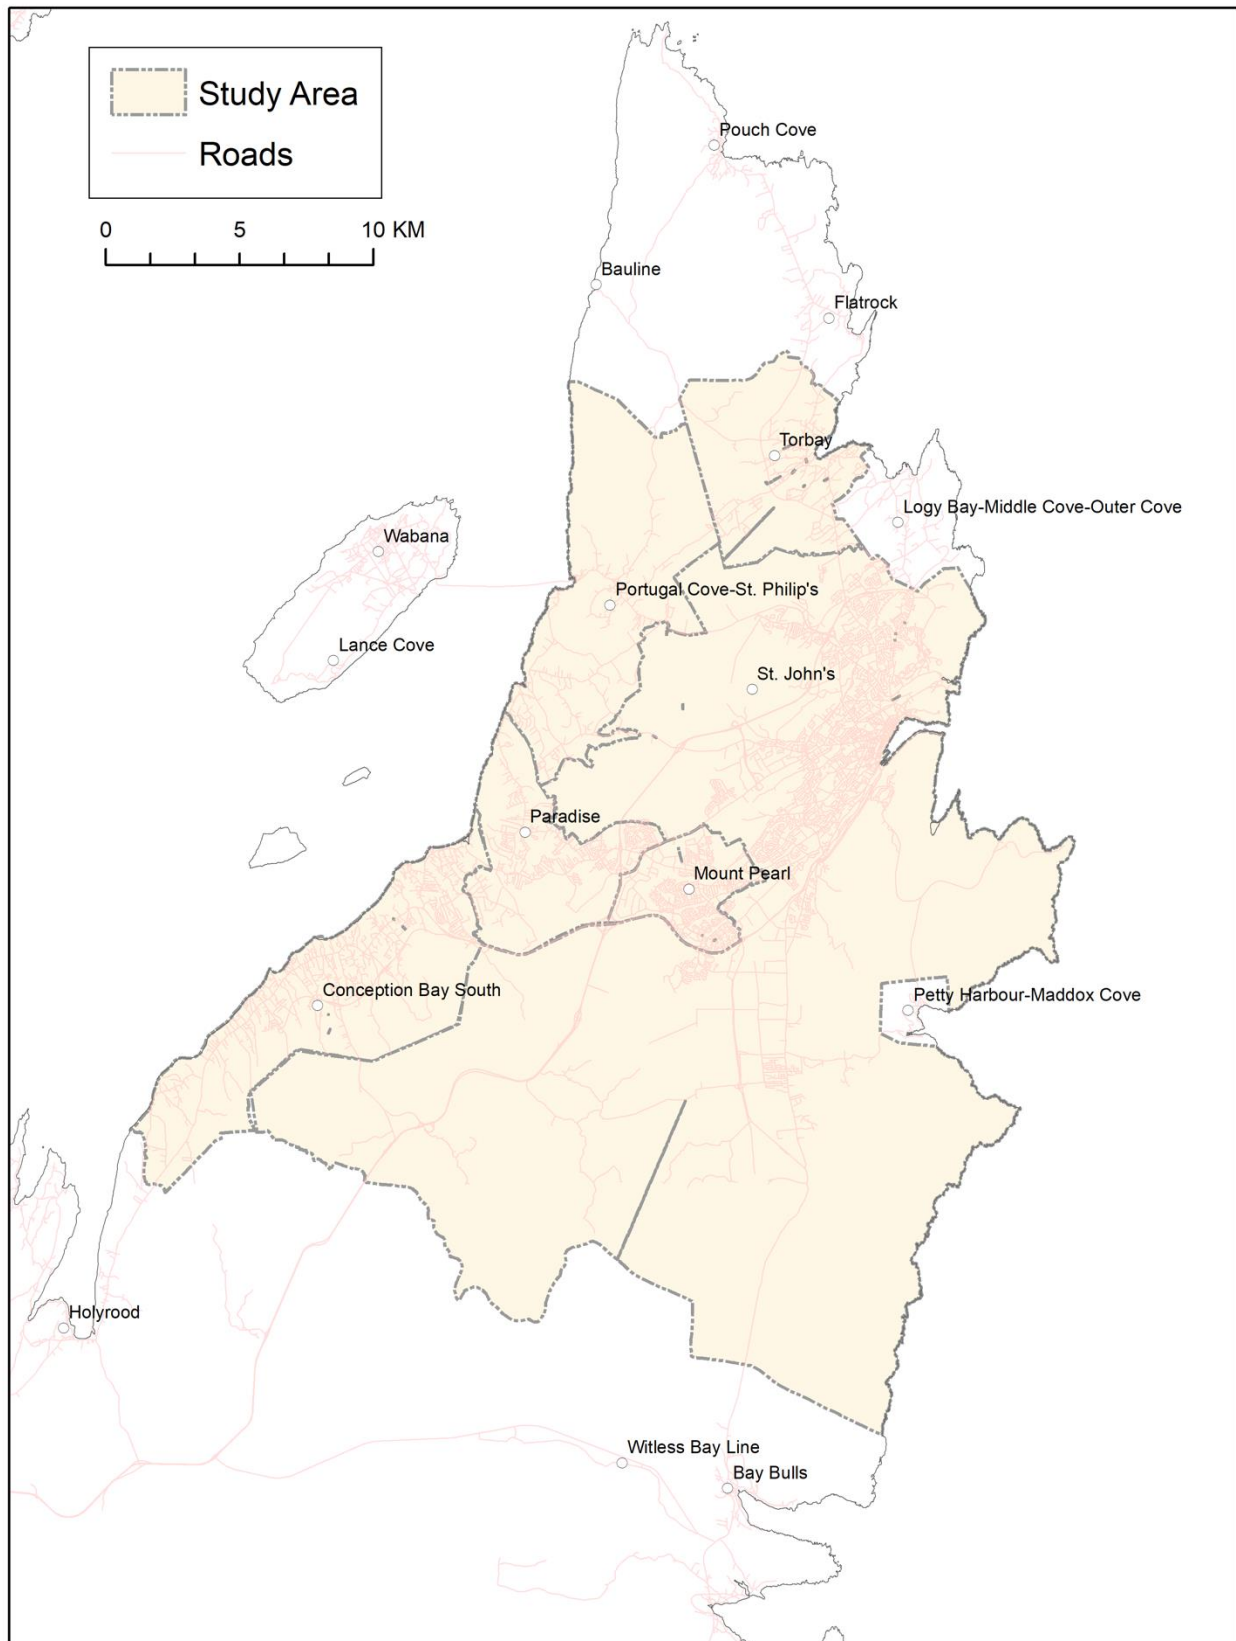 Study Area
Roads
0 5 10 KM
Pouch Cove
Bauline
Flatrock
Torbay
Logy Bay-Middle Cove-Outer Cove
Wabana
Portugal Cove-St. Philip's
Lance Cove
St. John's
Paradise
Mount Pearl
Conception Bay South
Petty Harbour-Maddox Cove
Holyrood
Witless Bay Line
Bay Bulls